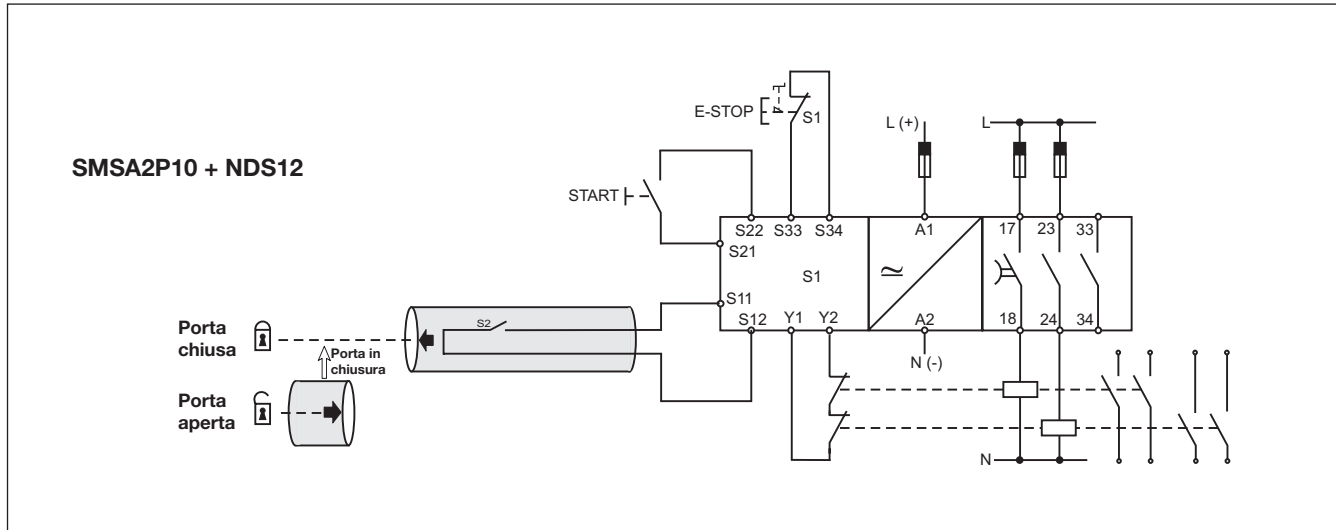 SMSA2P10 + NDS12
E-STOP
S1
L (+)
L
START
S22
S33
S34
A1
17
23
33
S21
S1
≃
S11
S12
Y1
Y2
A2
18
24
34
N (-)
S2
Porta
chiusa
Porta in
chiusura
Porta
aperta
N